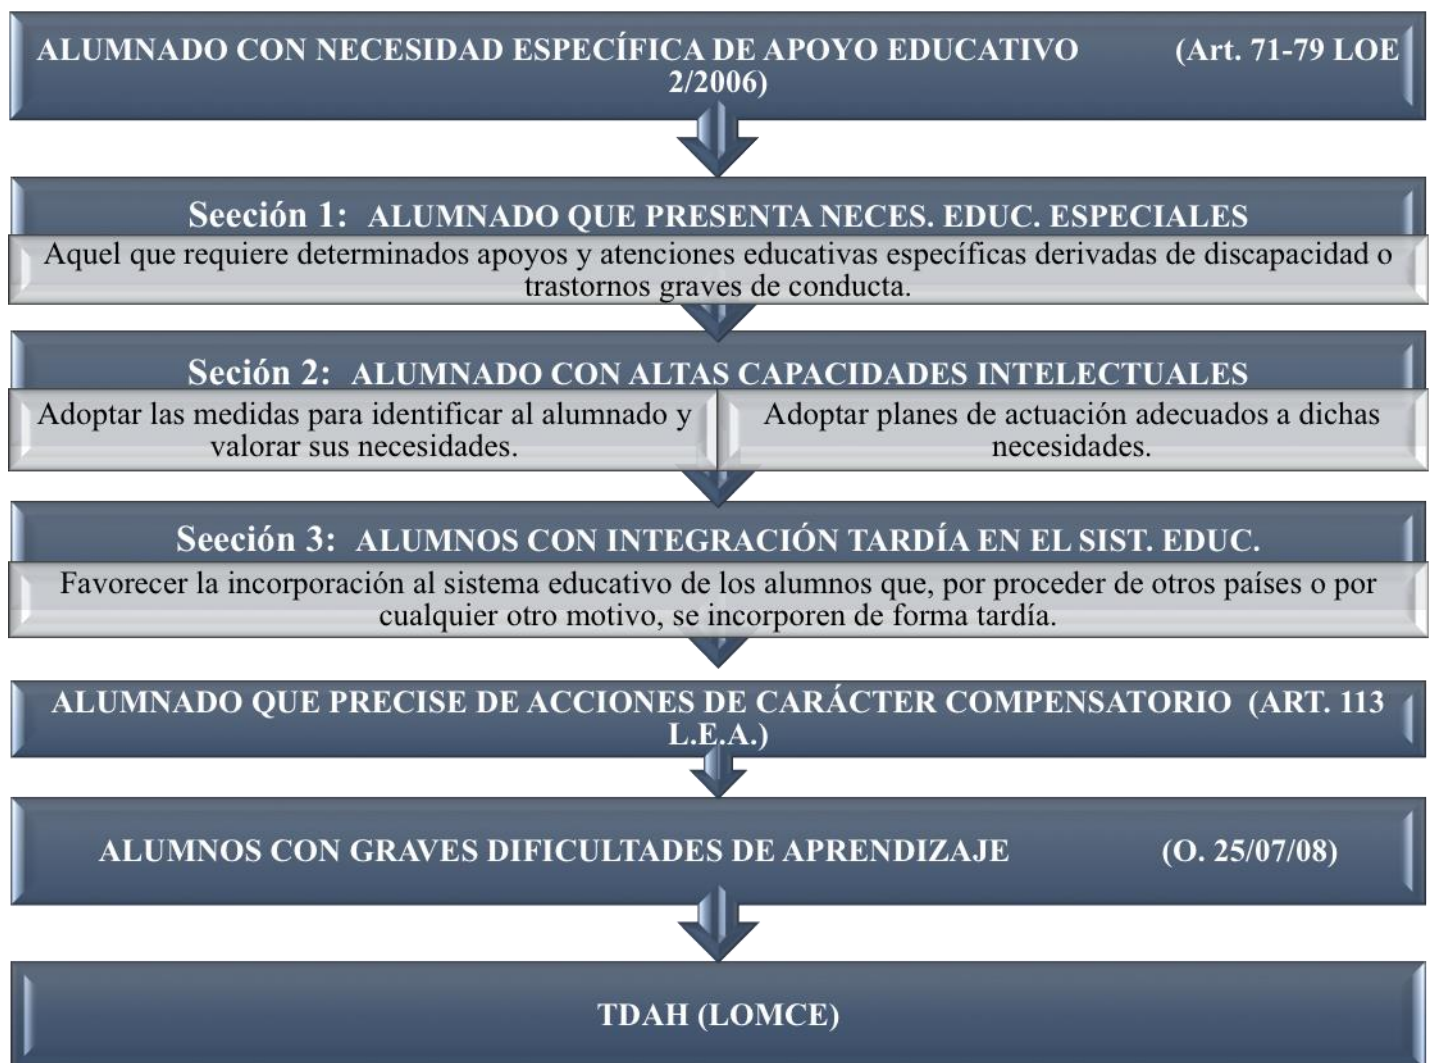 ALUMNADO CON NECESIDAD ESPECÍFICA DE APOYO EDUCATIVO (Art. 71-79 LOE
2/2006)
Seeción 1: ALUMNADO QUE PRESENTA NECES. EDUC. ESPECIALES
Aquel que requiere determinados apoyos y atenciones educativas específicas derivadas de discapacidad o
trastornos graves de conducta.
Seción 2: ALUMNADO CON ALTAS CAPACIDADES INTELECTUALES
Adoptar las medidas para identificar al alumnado y
valorar sus necesidades.
Adoptar planes de actuación adecuados a dichas
necesidades.
Seeción 3: ALUMNOS CON INTEGRACIÓN TARDÍA EN EL SIST. EDUC.
Favorecer la incorporación al sistema educativo de los alumnos que, por proceder de otros países o por
cualquier otro motivo, se incorporen de forma tardía.
ALUMNADO QUE PRECISE DE ACCIONES DE CARÁCTER COMPENSATORIO (ART. 113
L.E.A.)
ALUMNOS CON GRAVES DIFICULTADES DE APRENDIZAJE (O. 25/07/08)
TDAH (LOMCE)